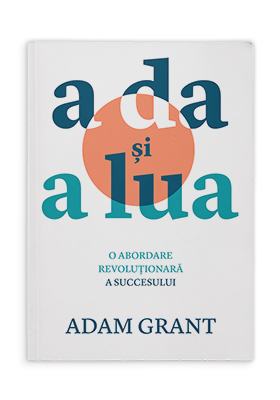 a da
și
a lua
O ABORDARE
REVOLUȚIONARĂ
A SUCCESULUI
ADAM GRANT